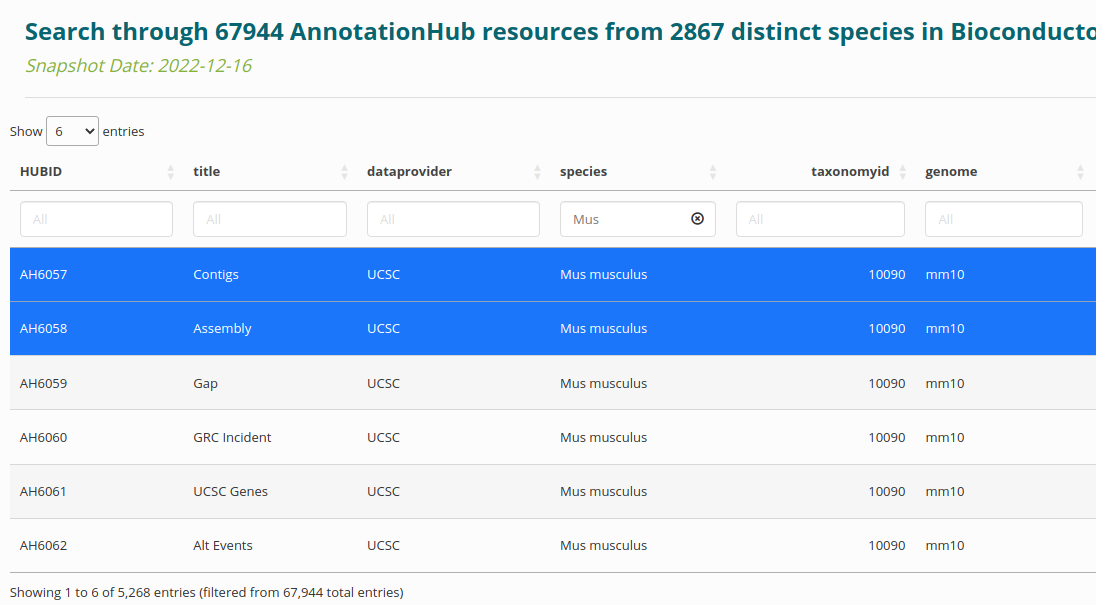 Search through 67944 AnnotationHub resources from 2867 distinct species in Bioconducto
Snapshot Date: 2022-12-16
Show 6 entries
HUBID title dataprovider species taxonomyid genome
All All All Mus All All
AH6057 Contigs UCSC Mus musculus 10090 mm10
AH6058 Assembly UCSC Mus musculus 10090 mm10
AH6059 Gap UCSC Mus musculus 10090 mm10
AH6060 GRC Incident UCSC Mus musculus 10090 mm10
AH6061 UCSC Genes UCSC Mus musculus 10090 mm10
AH6062 Alt Events UCSC Mus musculus 10090 mm10
Showing 1 to 6 of 5,268 entries (filtered from 67,944 total entries)